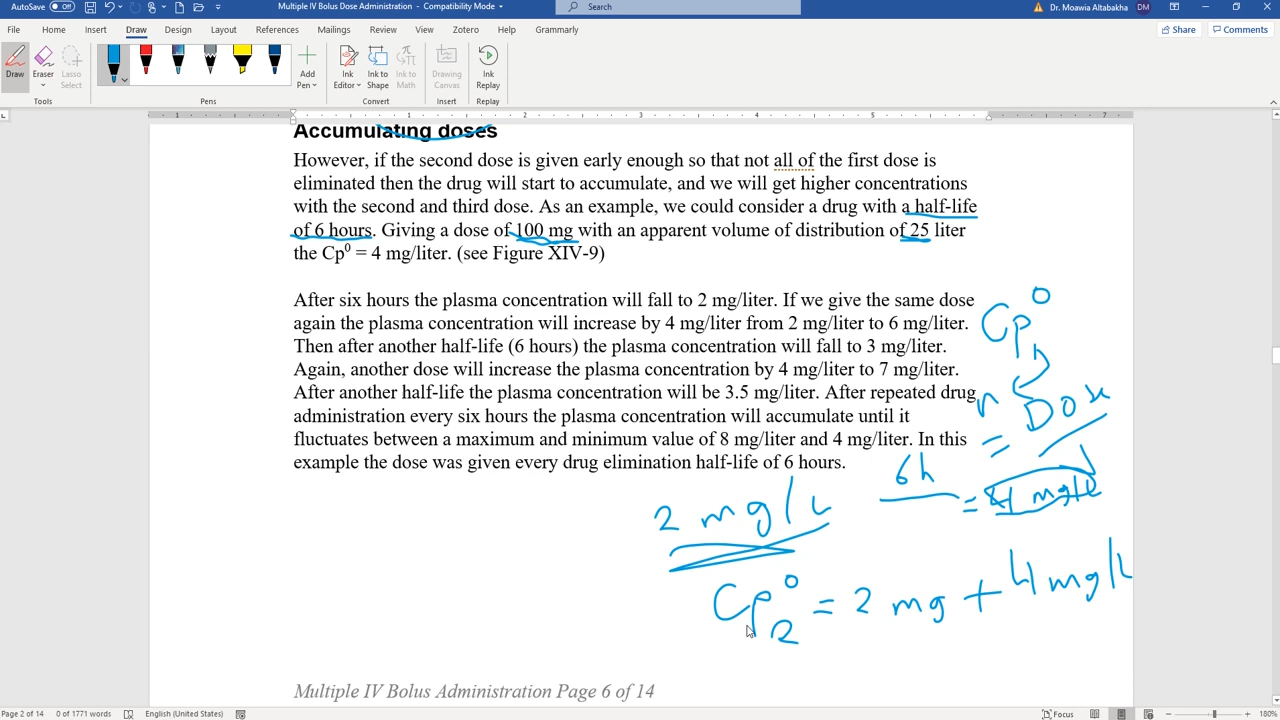 AutoSave Off Multiple IV Bolus Dose Administration - Compatibility Mode Search Dr. Moawia Altabakha DM
File Home Insert Draw Design Layout References Mailings Review View Zotero Help Grammarly Share Comments
Draw Eraser Lasso Select Add Pen Ink Editor Ink to Shape Ink to Math Drawing Canvas Ink Replay
Tools Pens Convert Insert Replay
1 1 2 3 4 5 6 7
Accumulating doses
However, if the second dose is given early enough so that not all of the first dose is
eliminated then the drug will start to accumulate, and we will get higher concentrations
with the second and third dose. As an example, we could consider a drug with a half-life
of 6 hours. Giving a dose of 100 mg with an apparent volume of distribution of 25 liter
the Cp0 = 4 mg/liter. (see Figure XIV-9)
After six hours the plasma concentration will fall to 2 mg/liter. If we give the same dose
again the plasma concentration will increase by 4 mg/liter from 2 mg/liter to 6 mg/liter.
Then after another half-life (6 hours) the plasma concentration will fall to 3 mg/liter.
Again, another dose will increase the plasma concentration by 4 mg/liter to 7 mg/liter.
After another half-life the plasma concentration will be 3.5 mg/liter. After repeated drug
administration every six hours the plasma concentration will accumulate until it
fluctuates between a maximum and minimum value of 8 mg/liter and 4 mg/liter. In this
example the dose was given every drug elimination half-life of 6 hours.
Cp0
= Dose
6h = 4 mg/L
2 mg/L
Cp02 = 2 mg + 4 mg/L
Multiple IV Bolus Administration Page 6 of 14
Page 2 of 14 0 of 1771 words English (United States) Focus 180%